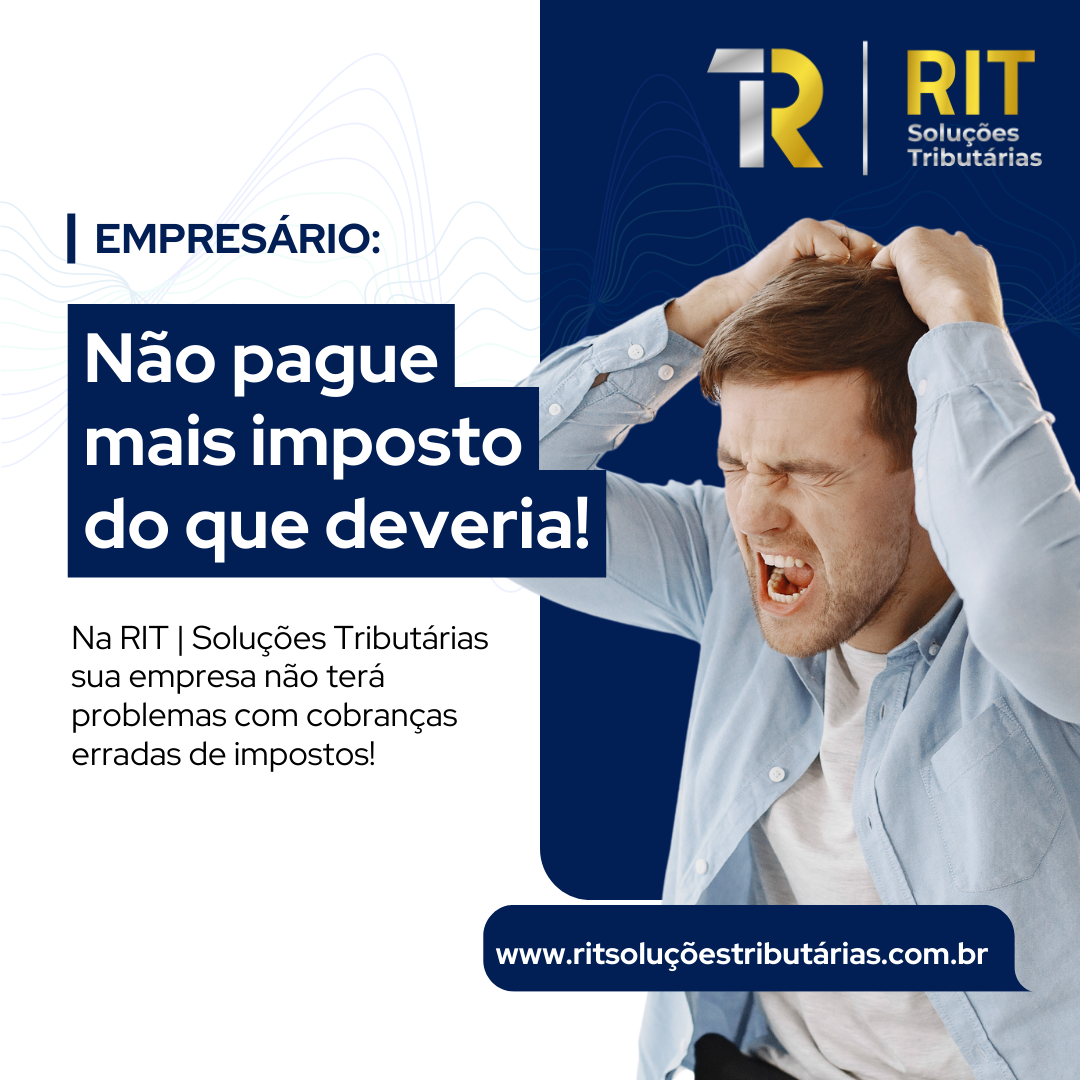 RIT
Soluções
Tributárias
EMPRESÁRIO:
Não pague
mais imposto
do que deveria!
Na RIT | Soluções Tributárias
sua empresa não terá
problemas com cobranças
erradas de impostos!
www.ritsoluçõestributárias.com.br